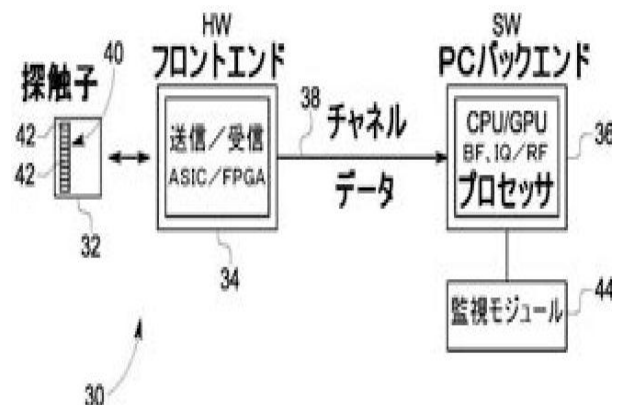 HW
フロントエンド
SW
PCバックエンド
40
探触子
42
42
32
送信／受信
ASIC／FPGA
34
38
チャネル
データ
CPU/GPU
BF、IQ／RF
プロセッサ
36
監視モジュール
44
30